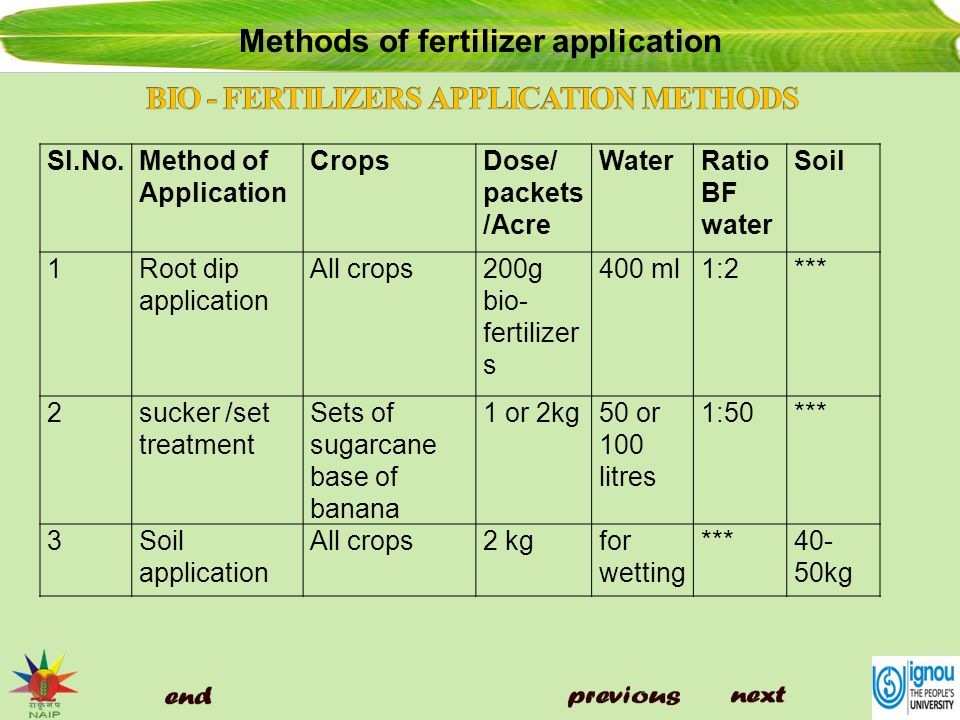 Methods of fertilizer application
BIO - FERTILIZERS APPLICATION METHODS
Sl.No. Method of Application Crops Dose/ packets /Acre Water Ratio BF water Soil
1 Root dip application All crops 200g bio- fertilizer s 400 ml 1:2 ***
2 sucker /set treatment Sets of sugarcane base of banana 1 or 2kg 50 or 100 litres 1:50 ***
3 Soil application All crops 2 kg for wetting *** 40- 50kg
राकृनप
NAIP
end
previous
next
ignou
THE PEOPLE'S
UNIVERSITY